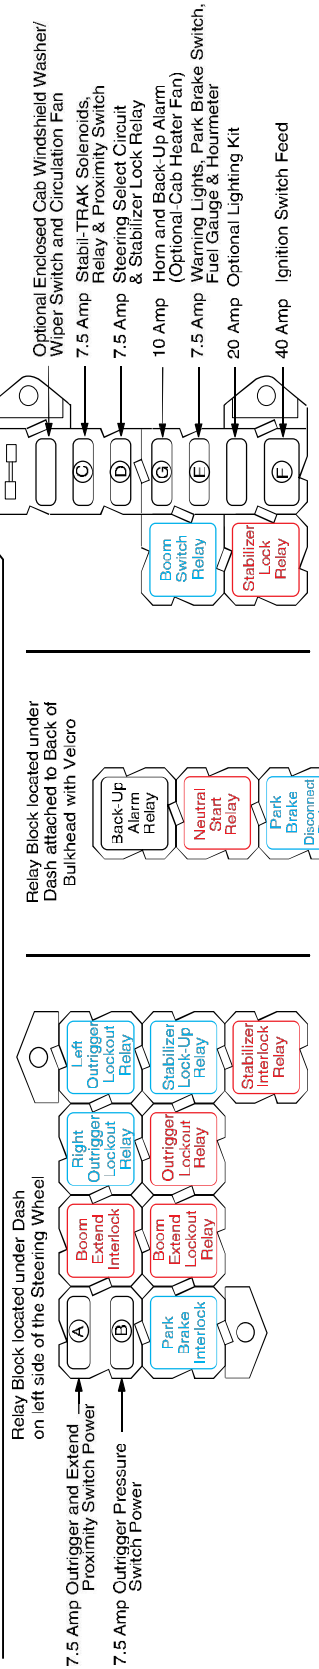 Relay Block located under Dash
on left side of the Steering Wheel
7.5 Amp Outrigger and Extend
Proximity Switch Power
7.5 Amp Outrigger Pressure
Switch Power
A
B
Boom
Extend
Interlock
Right
Outrigger
Lockout
Relay
Left
Outrigger
Lockout
Relay
Park
Brake
Interlock
Boom
Extend
Lockout
Relay
Outrigger
Lockout
Relay
Stabilizer
Lock-Up
Relay
Stabilizer
Interlock
Relay
Relay Block located under
Dash attached to Back of
Bulkhead with Velcro
Back-Up
Alarm
Relay
Neutral
Start
Relay
Park
Brake
Disconnect
Boom
Switch
Relay
Stabilizer
Lock
Relay
C
D
G
E
F
Optional Enclosed Cab Windshield Washer/
Wiper Switch and Circulation Fan
7.5 Amp Stabil-TRAK Solenoids,
Relay & Proximity Switch
7.5 Amp Steering Select Circuit
& Stabilizer Lock Relay
10 Amp Horn and Back-Up Alarm
(Optional-Cab Heater Fan)
7.5 Amp Warning Lights, Park Brake Switch,
Fuel Gauge & Hourmeter
20 Amp Optional Lighting Kit
40 Amp Ignition Switch Feed